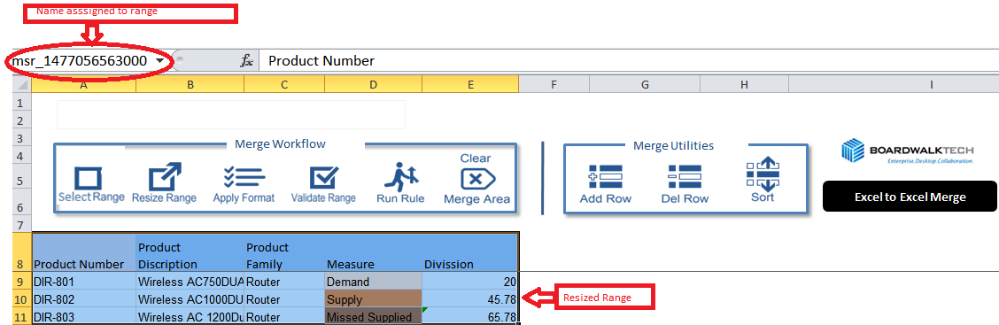 Name asssigned to range
msr_1477056563000 fx Product Number
A B C D E F G H I
1
2
3
4
5
6
7
Merge Workflow
Clear
Select Range Resize Range Apply Format Validate Range Run Rule Merge Area
Merge Utilities
Add Row Del Row Sort
BOARDWALKTECH
Enterprise.Desktop.Collaboration.
Excel to Excel Merge
Product Product
8 Product Number Discription Family Measure Divission
9 DIR-801 Wireless AC750DUA Router Demand 20
10 DIR-802 Wireless AC1000DU Router Supply 45.78
11 DIR-803 Wireless AC 1200Du Router Missed Supplied 65.78
Resized Range